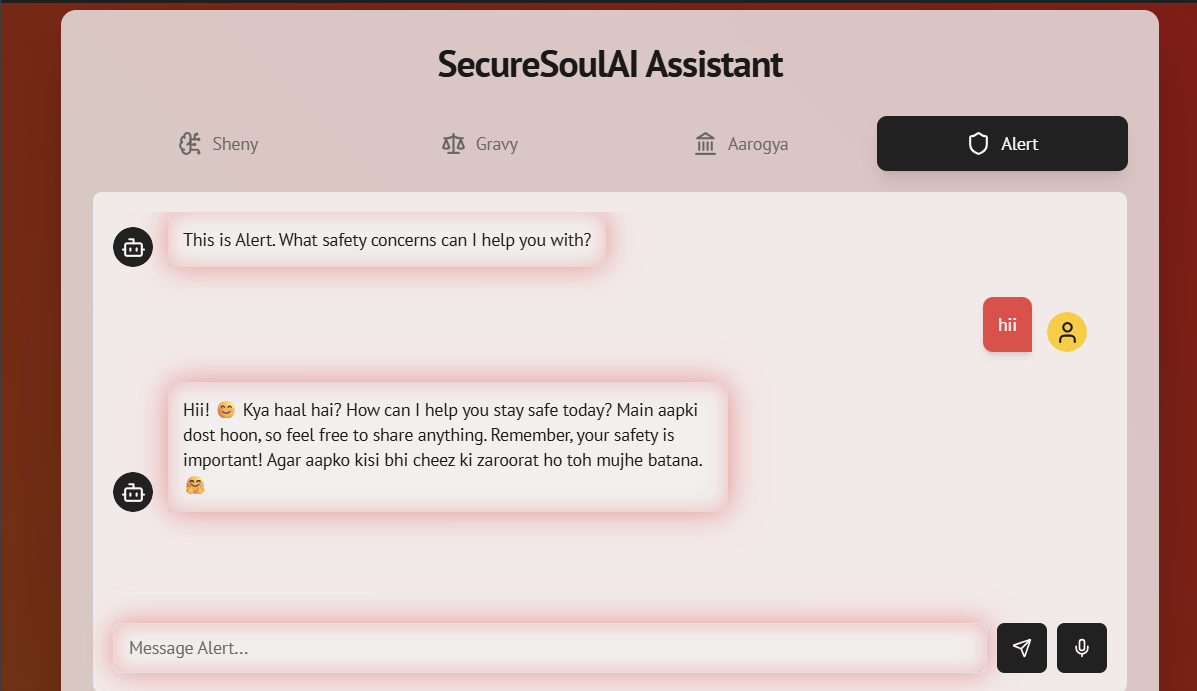 SecureSoulAI Assistant
Sheny
Gravy
Aarogya
Alert
This is Alert. What safety concerns can I help you with?
hii
Hii! 😊 Kya haal hai? How can I help you stay safe today? Main aapki
dost hoon, so feel free to share anything. Remember, your safety is
important! Agar aapko kisi bhi cheez ki zaroorat ho toh mujhe batana.
🤗
Message Alert...